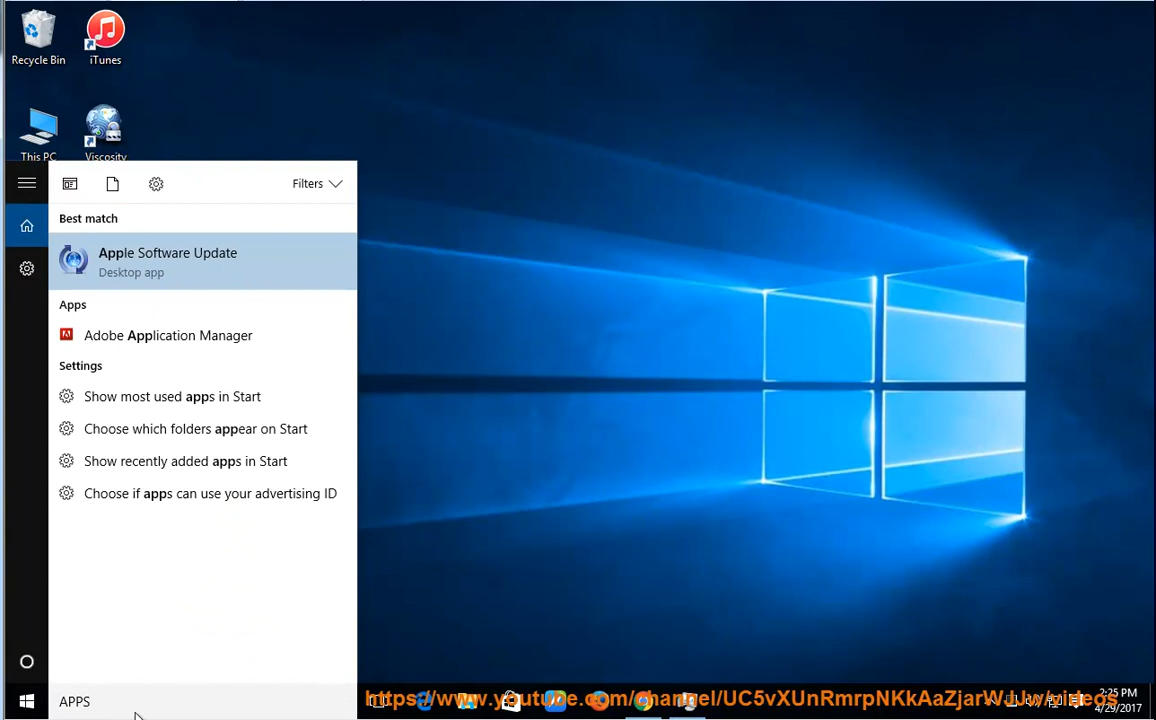 Recycle Bin
iTunes
This PC
Viscosity
Filters
Best match
Apple Software Update
Desktop app
Apps
Adobe Application Manager
Settings
Show most used apps in Start
Choose which folders appear on Start
Show recently added apps in Start
Choose if apps can use your advertising ID
APPS
https://www.youtube.com/channel/UC5vXUnRmrpNKkAaZjarWJuw/videos
2:25 PM
4/29/2017